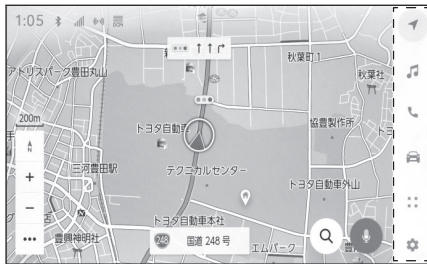 1:05
秋葉町1
アトリスパーク豊田丸山
秋葉社
200m
トヨタ自動
協豊製作所
N
三河豊田駅
テクニカルセンター
トヨタ自動車外山
トヨタ自動車本社
豊興神明社
248
国道 248 号
エムパーク